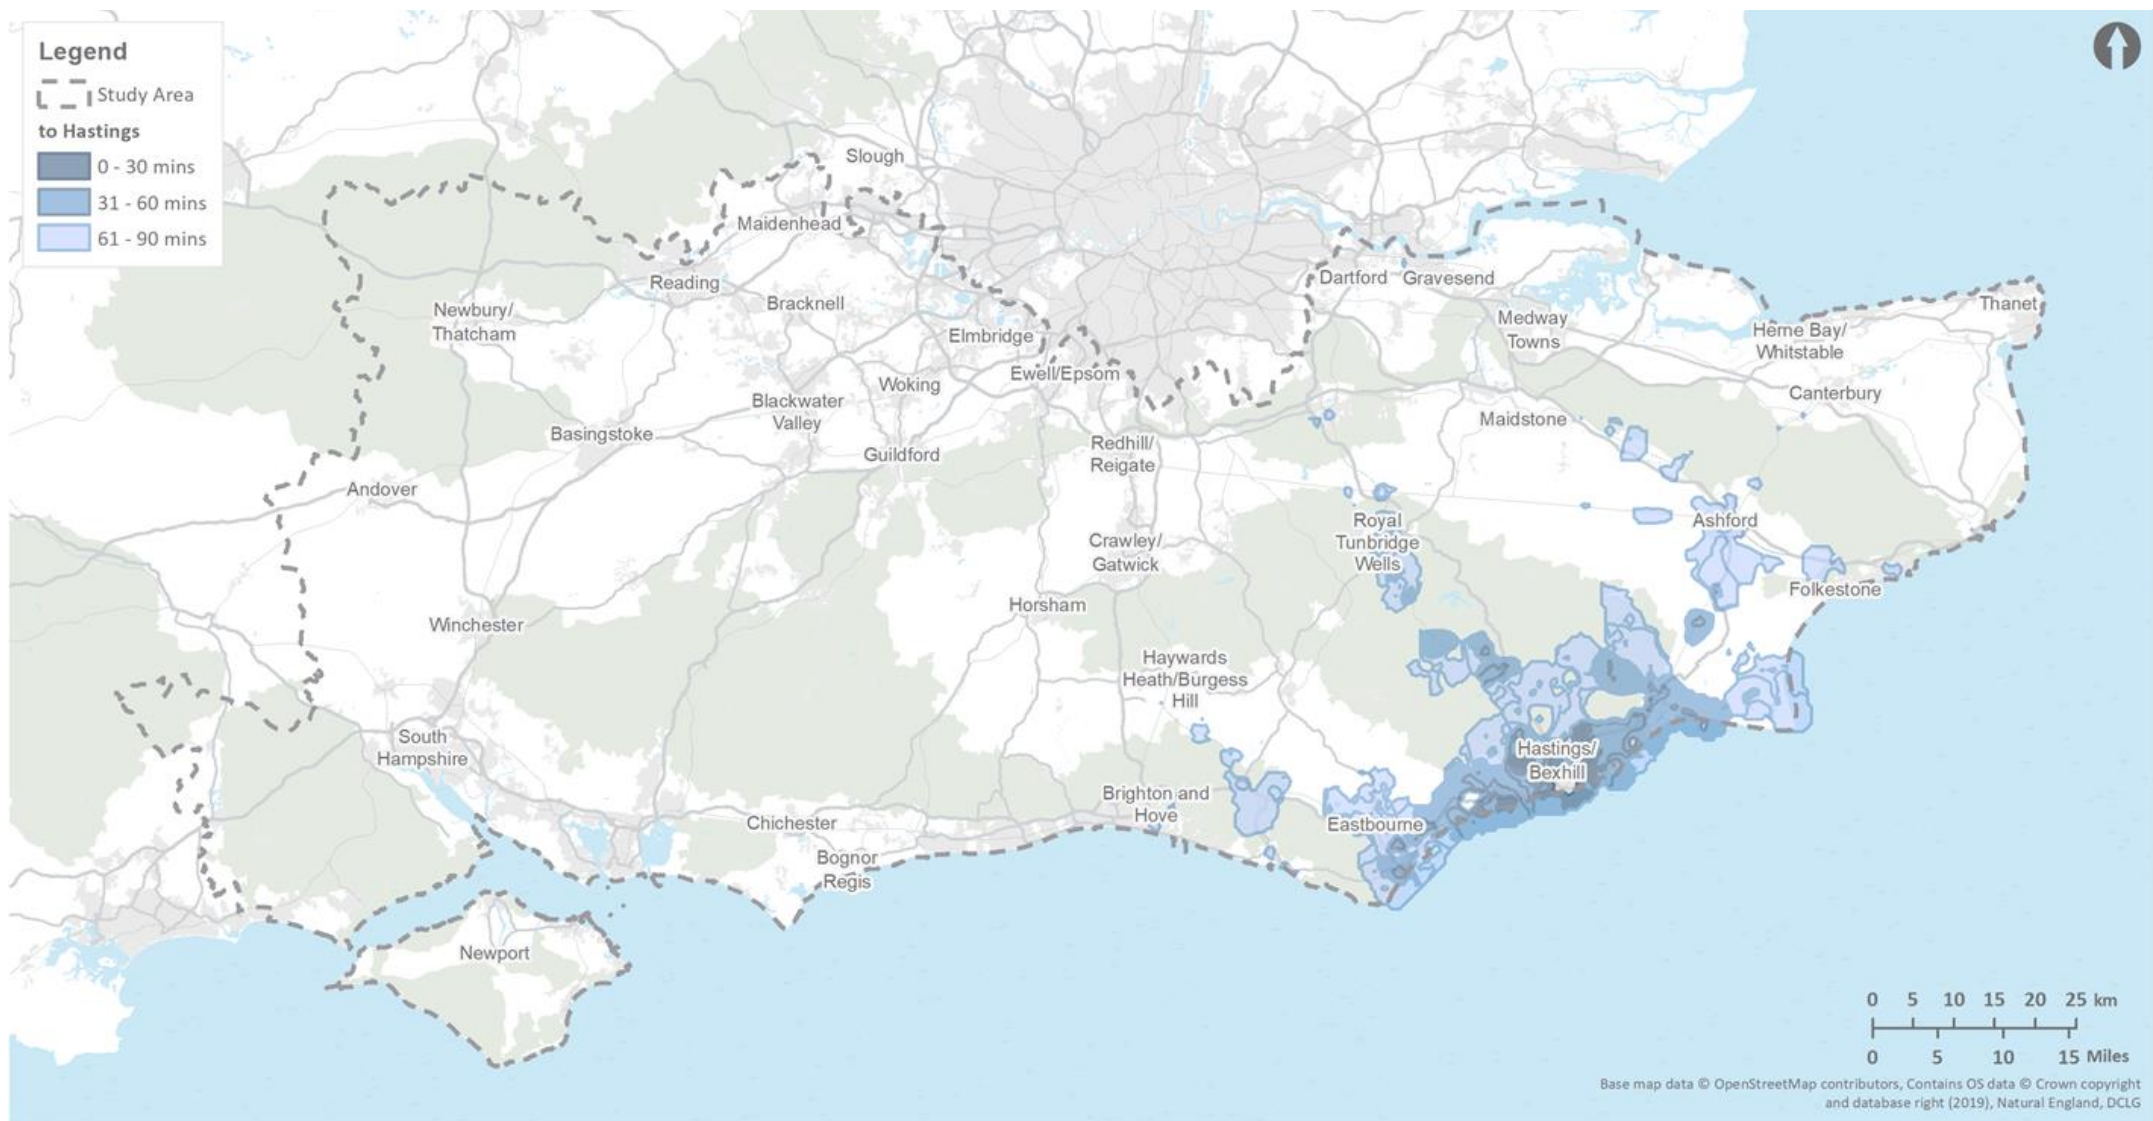 Legend
Study Area
to Hastings
0 - 30 mins
31 - 60 mins
61 - 90 mins
Slough
Maidenhead
Reading
Bracknell
Newbury/
Thatcham
Elmbridge
Dartford
Gravesend
Medway
Towns
Thanet
Herne Bay/
Whitstable
Canterbury
Ewell/Epsom
Woking
Blackwater
Valley
Basingstoke
Guildford
Redhill/
Reigate
Maidstone
Andover
Royal
Tunbridge
Wells
Ashford
Crawley/
Gatwick
Folkestone
Horsham
Winchester
Haywards
Heath/Burgess
Hill
South
Hampshire
Hastings/
Bexhill
Brighton and
Hove
Eastbourne
Chichester
Bognor
Regis
Newport
0 5 10 15 20 25 km
0 5 10 15 Miles
Base map data © OpenStreetMap contributors, Contains OS data © Crown copyright
and database right (2019), Natural England, DCLG